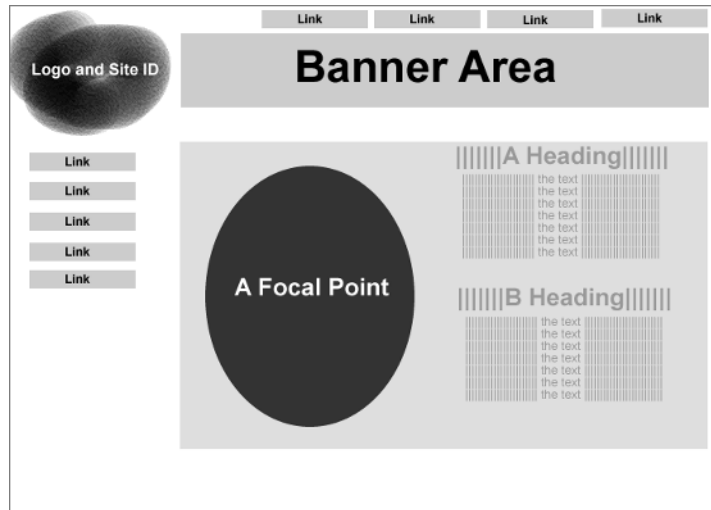 Link
Link
Link
Link
Logo and Site ID
Banner Area
Link
Link
Link
Link
Link
A Focal Point
|||||||A Heading|||||||
the text
the text
the text
the text
the text
the text
the text
|||||||B Heading|||||||
the text
the text
the text
the text
the text
the text
the text